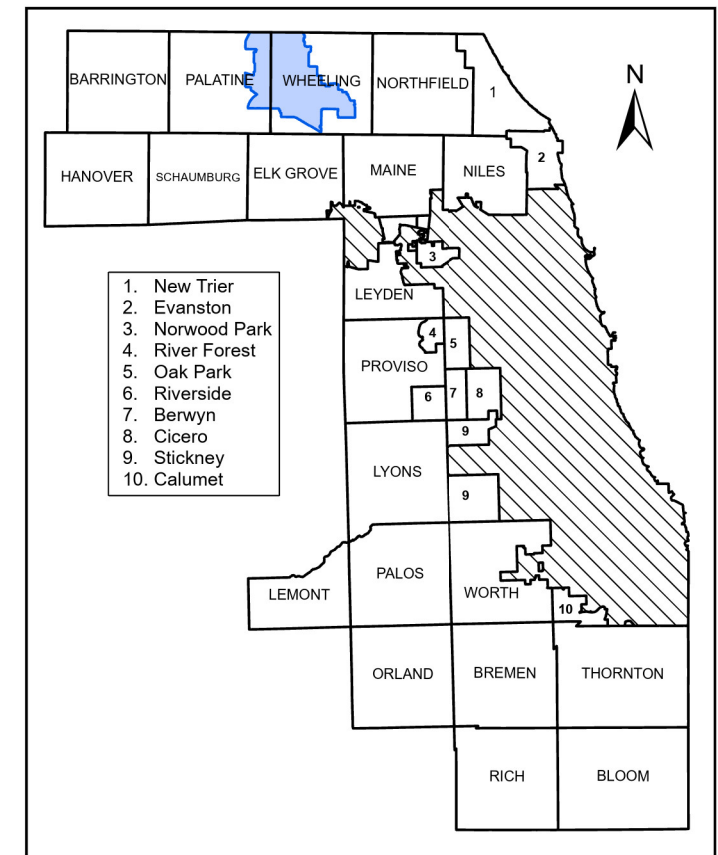 N
BARRINGTON PALATINE WHEELING NORTHFIELD 1
2
HANOVER SCHAUMBURG ELK GROVE MAINE NILES
3
1. New Trier
2. Evanston
3. Norwood Park
4. River Forest
5. Oak Park
6. Riverside
7. Berwyn
8. Cicero
9. Stickney
10. Calumet
LEYDEN
4
5
PROVISO
6 7 8
9
LYONS
9
PALOS
LEMONT WORTH 10
ORLAND BREMEN THORNTON
RICH BLOOM